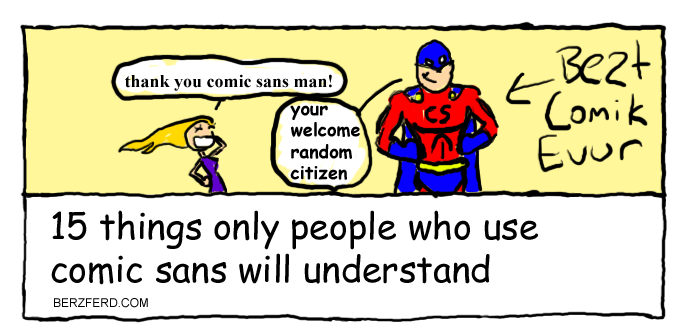 thank you comic sans man!
your
welcome
random
citizen
CS
Bezt
Comik
Evur
15 things only people who use
comic sans will understand
BERZFERD.COM